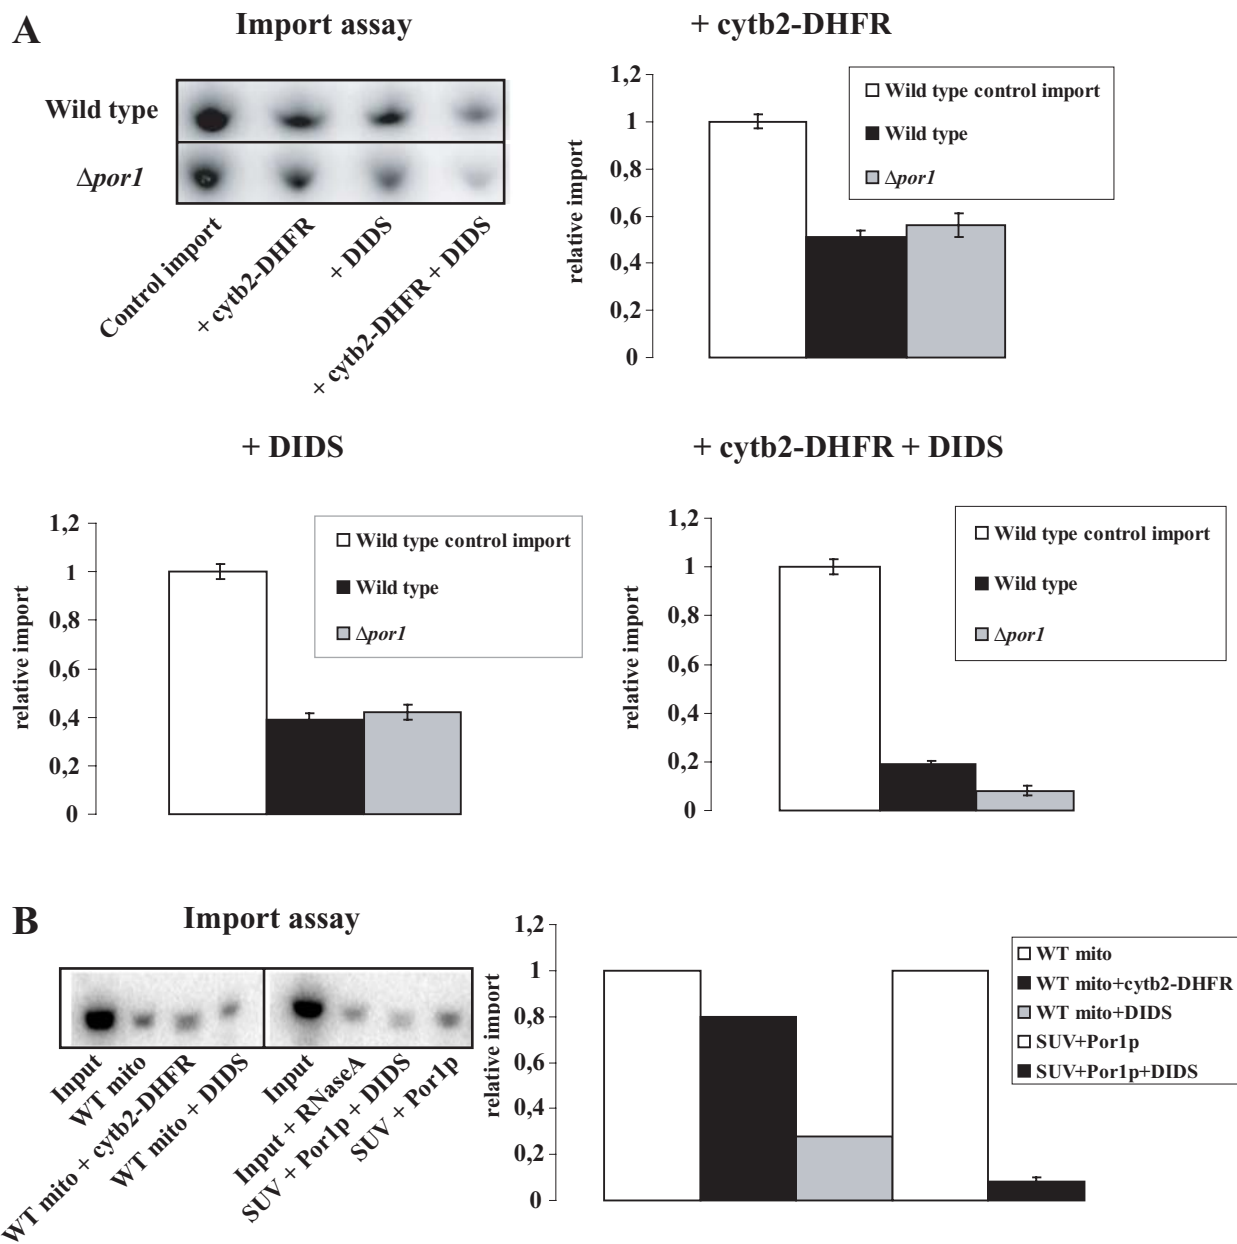 A
Import assay
Wild type
Δpor1
Control import
+ cytb2-DHFR
+ DIDS
+ cytb2-DHFR + DIDS
+ cytb2-DHFR
relative import
1,2
1
0,8
0,6
0,4
0,2
0
Wild type control import
Wild type
Δpor1
+ DIDS
relative import
1,2
1
0,8
0,6
0,4
0,2
0
Wild type control import
Wild type
Δpor1
+ cytb2-DHFR + DIDS
relative import
1,2
1
0,8
0,6
0,4
0,2
0
Wild type control import
Wild type
Δpor1
B
Import assay
Input
WT mito
WT mito + cytb2-DHFR
WT mito + DIDS
Input
Input + RNaseA
SUV + Por1p + DIDS
SUV + Por1p
relative import
1,2
1
0,8
0,6
0,4
0,2
0
WT mito
WT mito+cytb2-DHFR
WT mito+DIDS
SUV+Por1p
SUV+Por1p+DIDS